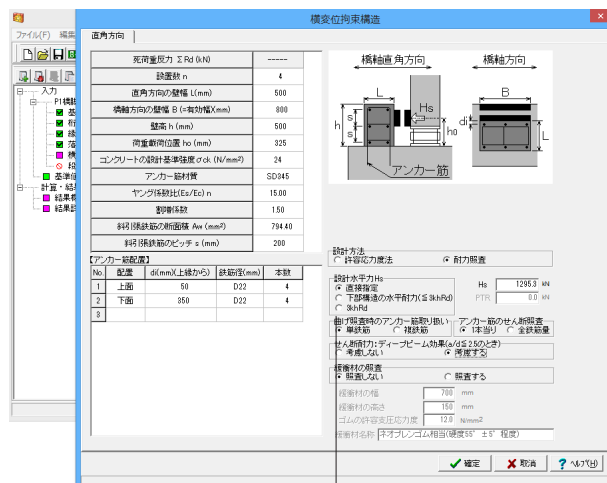 横変位拘束構造
ファイル(F) 編集
直角方向
入力
P1橋脚
計算・結果
死荷重反力 ΣRd (kN) -----
設置数 n 4
直角方向の壁幅 L(mm) 500
橋軸方向の壁幅 B (=有効幅)(mm) 800
壁高 h (mm) 500
荷重載荷位置 ho (mm) 325
コンクリートの設計基準強度 σck (N/mm²) 24
アンカー筋材質 SD345
ヤング係数比(Es/Ec) n 15.00
割増係数 1.50
斜引張鉄筋の断面積 Aw (mm²) 794.40
斜引張鉄筋のピッチ s (mm) 200
【アンカー筋配置】
No. 配置 di(mm)(上縁から) 鉄筋径(mm) 本数
1 上面 50 D22 4
2 下面 350 D22 4
3
橋軸直角方向 橋軸方向
L B
Hs
h s s h0 di L
アンカー筋
設計方法
許容応力度法 耐力照査
設計水平力Hs
直接指定 Hs 1295.3 kN
下部構造の水平耐力(≦3khRd) PTR 0.0 kN
3khRd
曲げ照査時のアンカー筋取り扱い アンカー筋のせん断照査
単鉄筋 複鉄筋 1本当り 全鉄筋量
せん断耐力:ディープビーム効果(a/d≦2.5のとき)
考慮しない 考慮する
緩衝材の照査
照査しない 照査する
緩衝材の幅 700 mm
緩衝材の高さ 150 mm
ゴムの許容支圧応力度 12.0 N/mm2
緩衝材名称 ネオプレンゴム相当(硬度55°±5°程度)
確定 取消 ? ヘルプ(H)